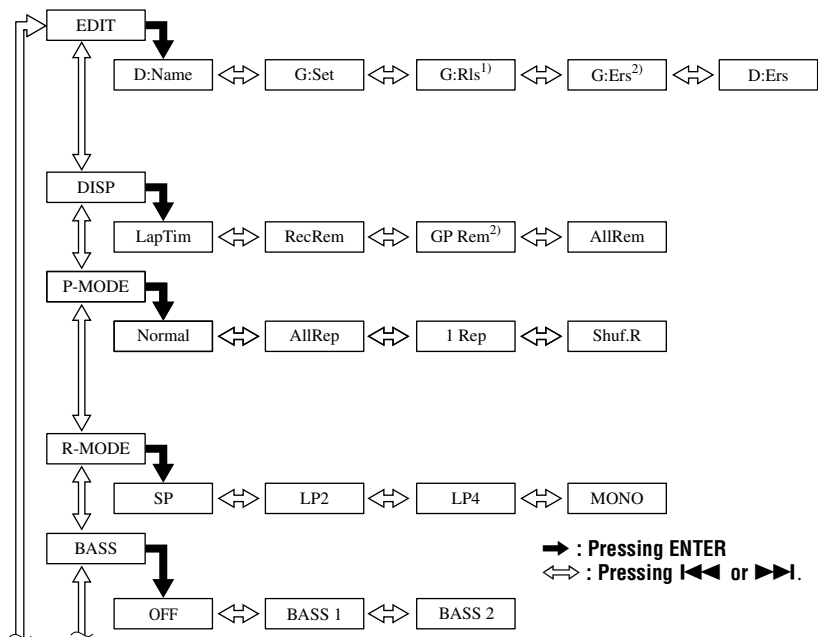 EDIT
D:Name G:Set G:Rls1) G:Ers2) D:Ers
DISP
LapTim RecRem GP Rem2) AllRem
P-MODE
Normal AllRep 1 Rep Shuf.R
R-MODE
SP LP2 LP4 MONO
BASS
: Pressing ENTER
: Pressing or .
OFF BASS 1 BASS 2